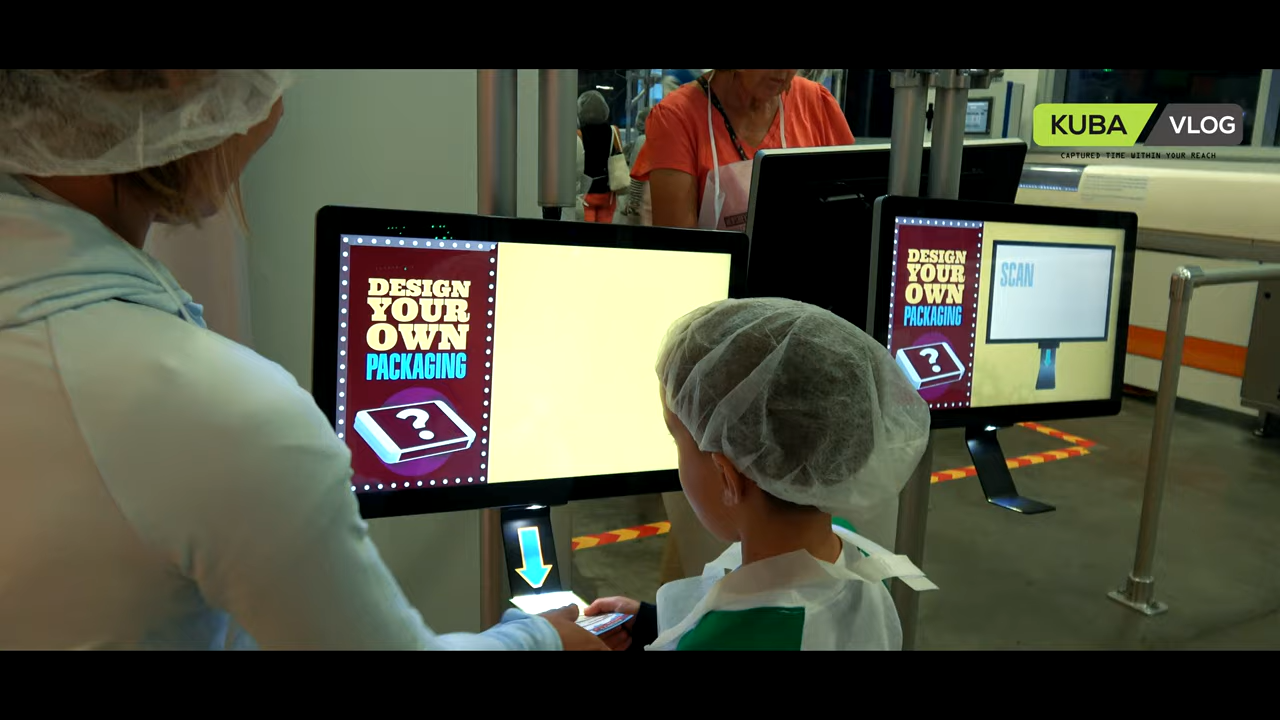 KUBA VLOG
CAPTURED TIME WITHIN YOUR REACH
DESIGN
YOUR
OWN
PACKAGING
?
DESIGN
YOUR
OWN
PACKAGING
?
SCAN